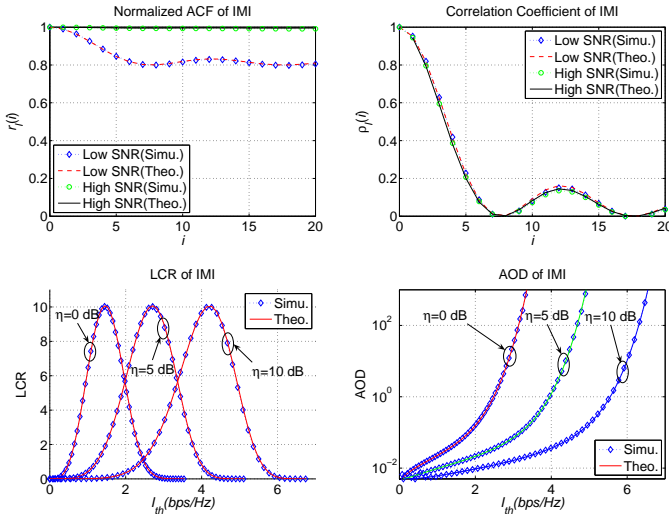 Normalized ACF of IMI
1
0.8
0.6
0.4
0.2
0
r_I(i)
Low SNR(Simu.)
Low SNR(Theo.)
High SNR(Simu.)
High SNR(Theo.)
0 5 10 15 20
i
Correlation Coefficient of IMI
1
0.8
0.6
0.4
0.2
0
ρ_I(i)
Low SNR(Simu.)
Low SNR(Theo.)
High SNR(Simu.)
High SNR(Theo.)
0 5 10 15 20
i
LCR of IMI
10
8
6
4
2
0
LCR
η=0 dB
η=5 dB
η=10 dB
Simu.
Theo.
0 2 4 6
I_th(bps/Hz)
AOD of IMI
10^2
10^0
10^-2
AOD
η=0 dB
η=5 dB
η=10 dB
Simu.
Theo.
0 2 4 6
I_th(bps/Hz)